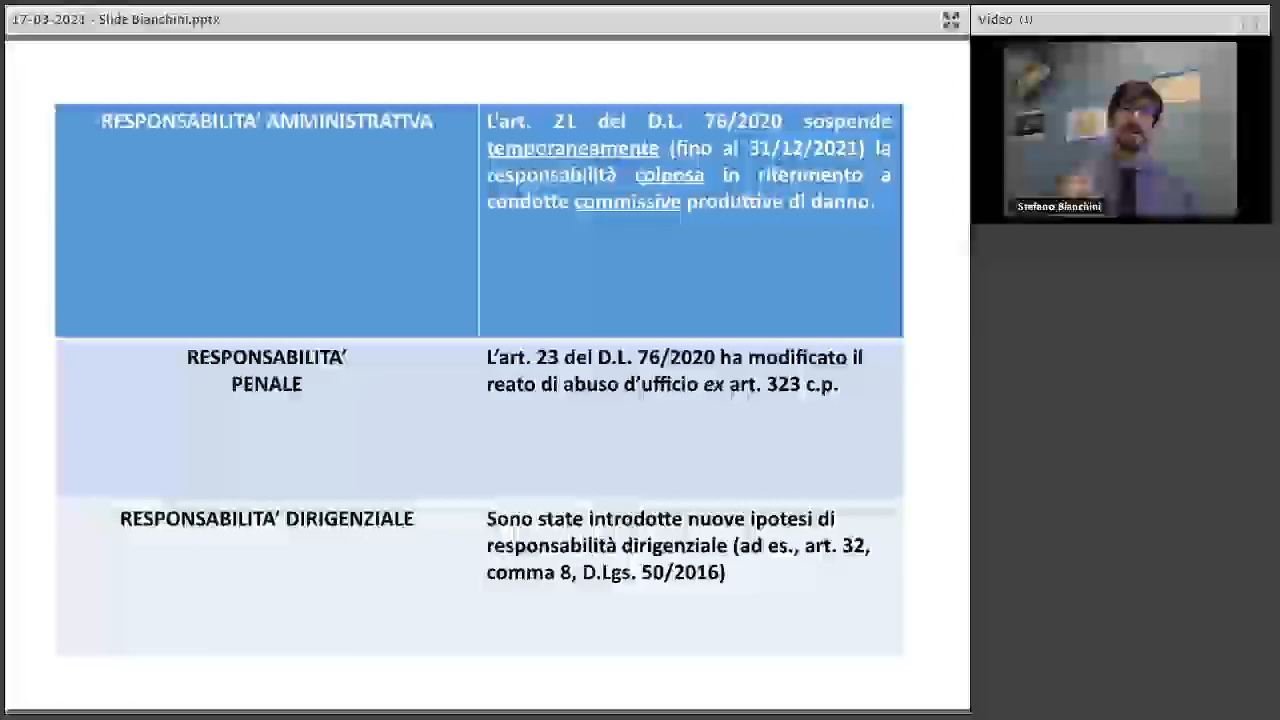 17-03-2021 - Slide Bianchini.pptx
Video (1)
Stefano Bianchini
RESPONSABILITA’ AMMINISTRATIVA
L’art. 21 del D.L. 76/2020 sospende
temporaneamente (fino al 31/12/2021) la
responsabilità colposa in riferimento a
condotte commissive produttive di danno.
RESPONSABILITA’
PENALE
L’art. 23 del D.L. 76/2020 ha modificato il
reato di abuso d’ufficio ex art. 323 c.p.
RESPONSABILITA’ DIRIGENZIALE
Sono state introdotte nuove ipotesi di
responsabilità dirigenziale (ad es., art. 32,
comma 8, D.Lgs. 50/2016)